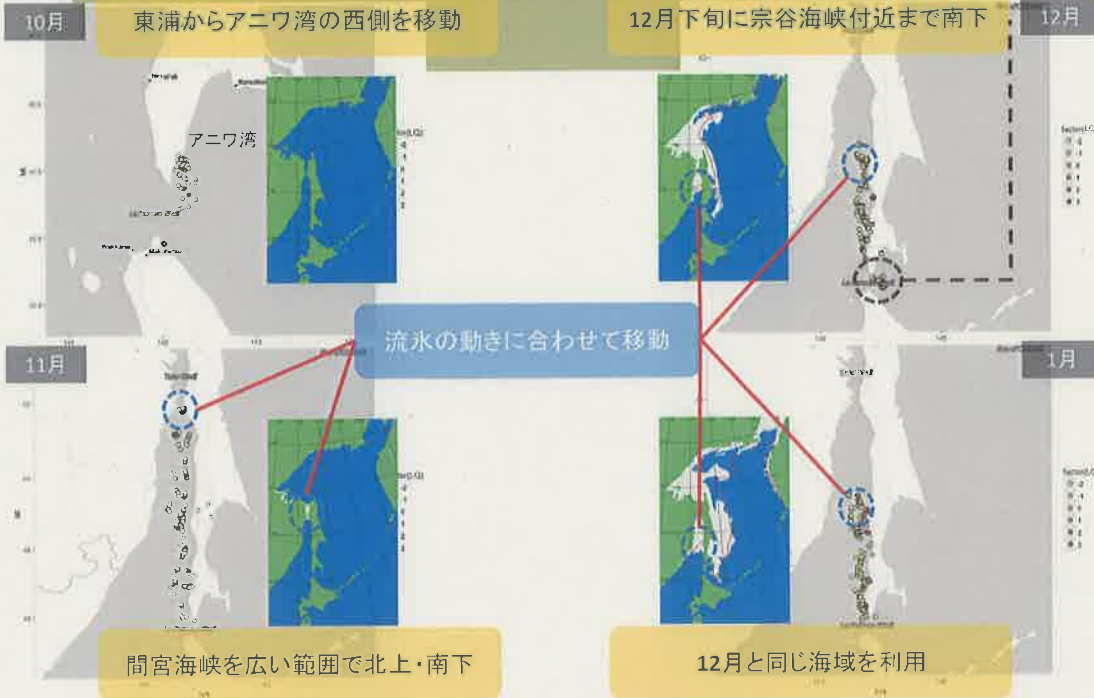 10月
東浦からアニワ湾の西側を移動
12月下旬に宗谷海峡付近まで南下
12月
アニワ湾
流氷の動きに合わせて移動
11月
1月
間宮海峡を広い範囲で北上・南下
12月と同じ海域を利用